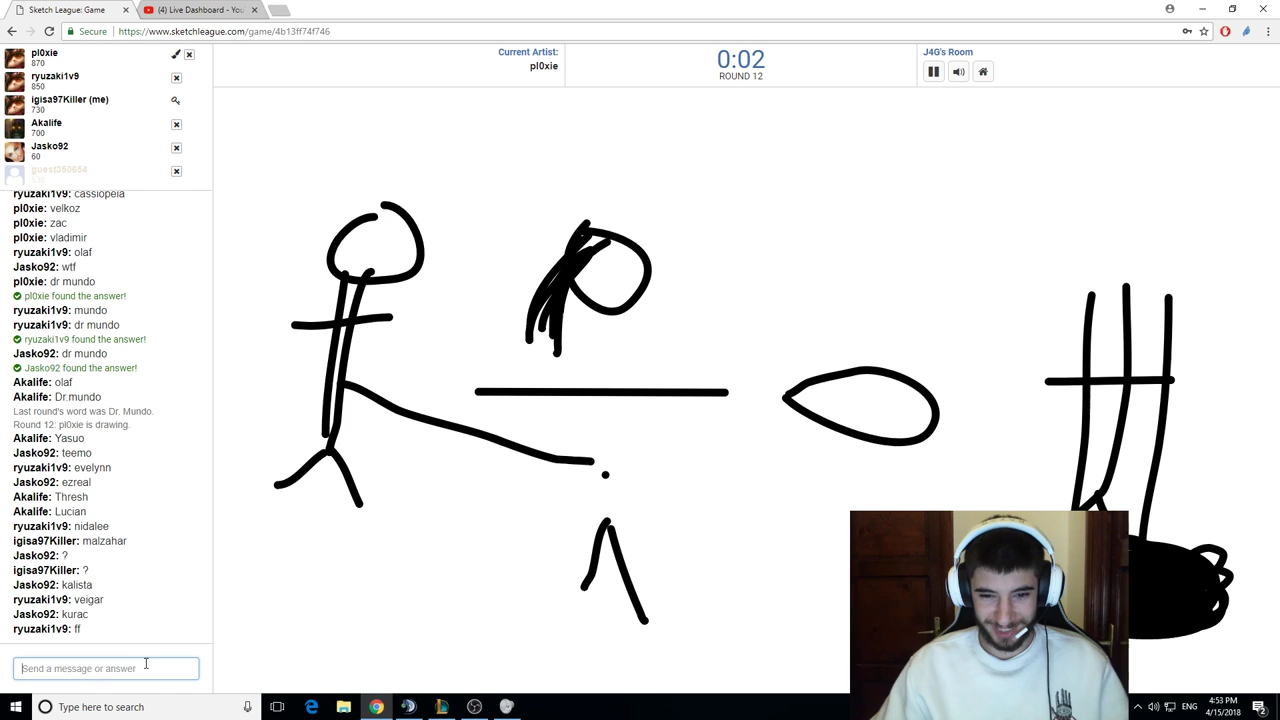 Sketch League: Game
(4) Live Dashboard - You
Secure
https://www.sketchleague.com/game/4b13ff74f746
pl0xie
870
ryuzaki1v9
850
igisa97Killer (me)
730
Akalife
700
Jasko92
60
guest350654
Current Artist:
pl0xie
0:02
ROUND 12
J4G's Room
ryuzaki1v9: cassiopeia
pl0xie: velkoz
pl0xie: zac
pl0xie: vladimir
ryuzaki1v9: olaf
Jasko92: wtf
pl0xie: dr mundo
pl0xie found the answer!
ryuzaki1v9: mundo
ryuzaki1v9: dr mundo
ryuzaki1v9 found the answer!
Jasko92: dr mundo
Jasko92 found the answer!
Akalife: olaf
Akalife: Dr.mundo
Last round's word was Dr. Mundo.
Round 12: pl0xie is drawing.
Akalife: Yasuo
Jasko92: teemo
ryuzaki1v9: evelynn
Jasko92: ezreal
Akalife: Thresh
Akalife: Lucian
ryuzaki1v9: nidalee
igisa97Killer: malzahar
Jasko92: ?
igisa97Killer: ?
Jasko92: kalista
ryuzaki1v9: veigar
Jasko92: kurac
ryuzaki1v9: ff
Send a message or answer
Type here to search
ENG
4:53 PM
4/15/2018
2